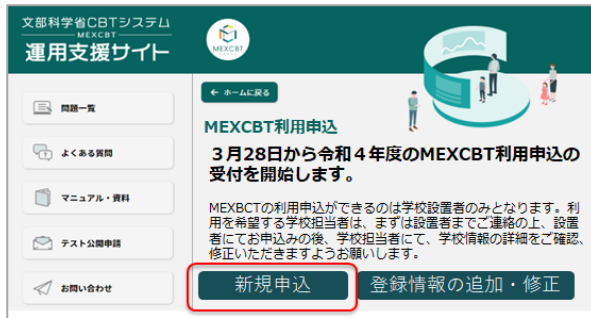 文部科学省CBTシステム
MEXCBT
運用支援サイト
MEXCBT
問題一覧
よくある質問
マニュアル・資料
テスト公開申請
お問い合わせ
← ホームに戻る
MEXCBT利用申込
3月28日から令和4年度のMEXCBT利用申込の
受付を開始します。
MEXBCTの利用申込ができるのは学校設置者のみとなります。利
用を希望する学校担当者は、まずは設置者までご連絡の上、設置
者にてお申込みの後、学校担当者にて、学校情報の詳細をご確認、
修正いただきますようお願いします。
新規申込
登録情報の追加・修正